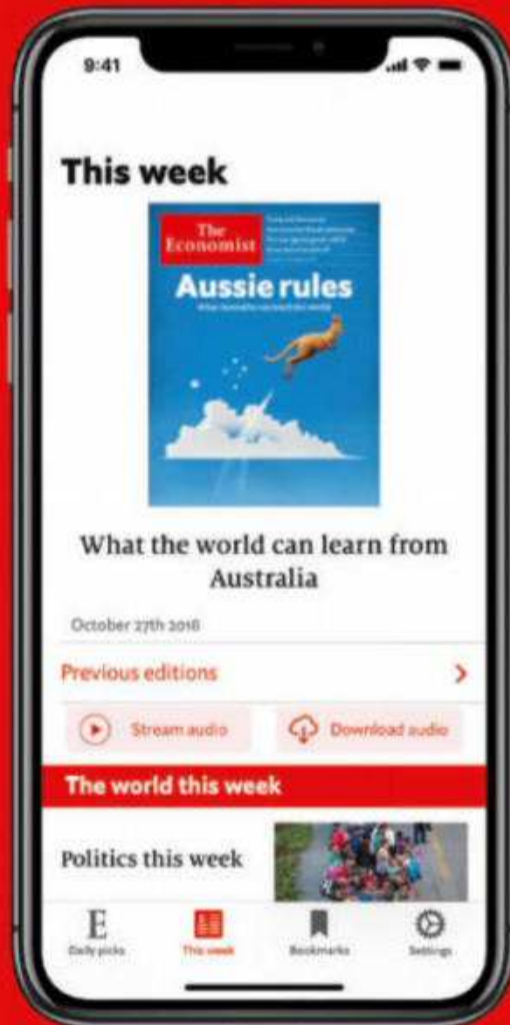 9:41
This week
The
Economist
Aussie rules
What the world can learn from
Australia
October 27th 2018
Previous editions
Stream audio
Download audio
The world this week
Politics this week
E
Daily picks
This week
Bookmarks
Settings